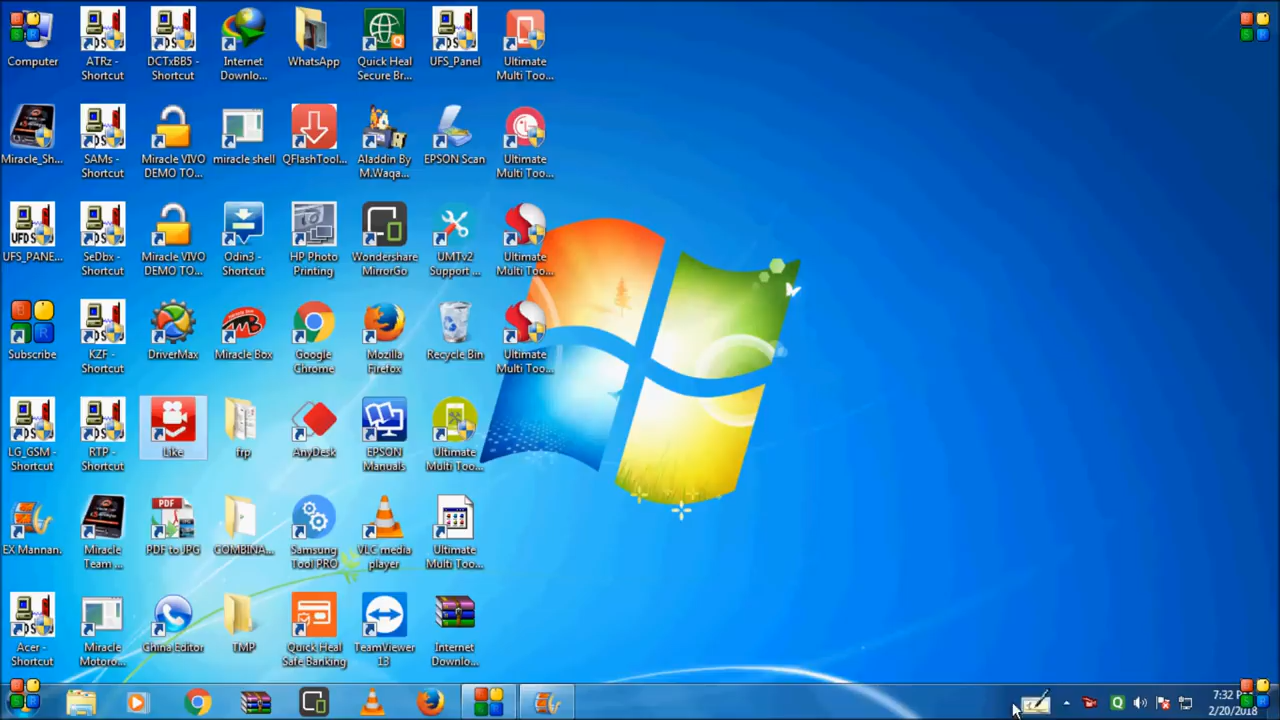 Computer
ATRz -
Shortcut
DCTxBB5 -
Shortcut
Internet
Downlo...
WhatsApp
Quick Heal
Secure Br...
UFS_Panel
Ultimate
Multi Too...
Miracle_Sh...
SAMs -
Shortcut
Miracle VIVO
DEMO TO...
miracle shell
QFlashTool...
Aladdin By
M.Waqa...
EPSON Scan
Ultimate
Multi Too...
UFS_PANE...
SeDbx -
Shortcut
Miracle VIVO
DEMO TO...
Odin3 -
Shortcut
HP Photo
Printing
Wondershare
MirrorGo
UMTv2
Support ...
Ultimate
Multi Too...
Subscribe
KZF -
Shortcut
DriverMax
Miracle Box
Google
Chrome
Mozilla
Firefox
Recycle Bin
Ultimate
Multi Too...
LG_GSM -
Shortcut
RTP -
Shortcut
Like
frp
AnyDesk
EPSON
Manuals
Ultimate
Multi Too...
EX Mannan.
Miracle
Team ...
PDF
PDF to JPG
COMBINA...
Samsung
Tool PRO
VLC media
player
Ultimate
Multi Too...
Acer -
Shortcut
Miracle
Motoro...
China Editor
TMP
Quick Heal
Safe Banking
TeamViewer
13
Internet
Downlo...
7:32 P
2/20/2018